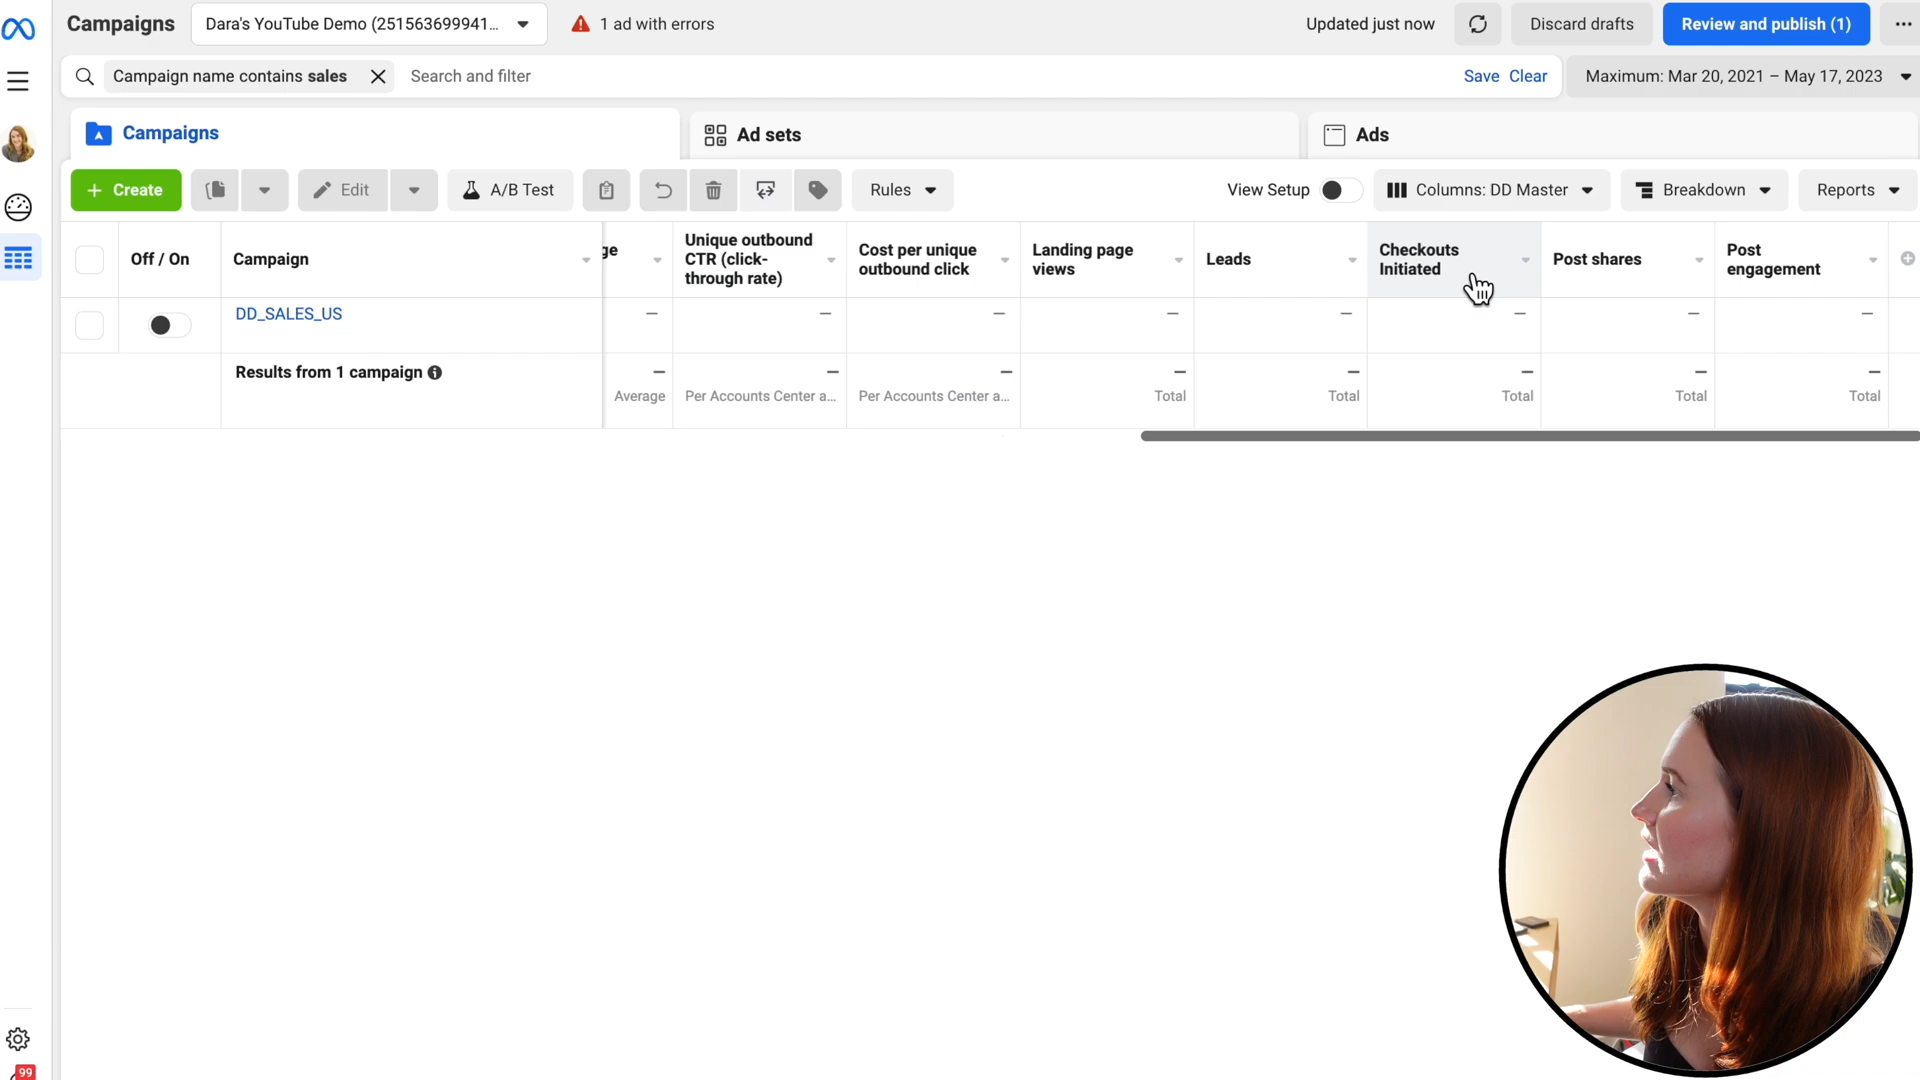 Campaigns
Dara's YouTube Demo (251563699941...
1 ad with errors
Updated just now
Discard drafts
Review and publish (1)
Campaign name contains sales
Search and filter
Save
Clear
Maximum: Mar 20, 2021 – May 17, 2023
Campaigns
Ad sets
Ads
+ Create
Edit
A/B Test
Rules
View Setup
Columns: DD Master
Breakdown
Reports
Off / On
Campaign
ge
Unique outbound
CTR (click-
through rate)
Cost per unique
outbound click
Landing page
views
Leads
Checkouts
Initiated
Post shares
Post
engagement
DD_SALES_US
— — — — — — — —
Results from 1 campaign
— — — — — — — —
Average
Per Accounts Center a...
Per Accounts Center a...
Total
Total
Total
Total
Total
99